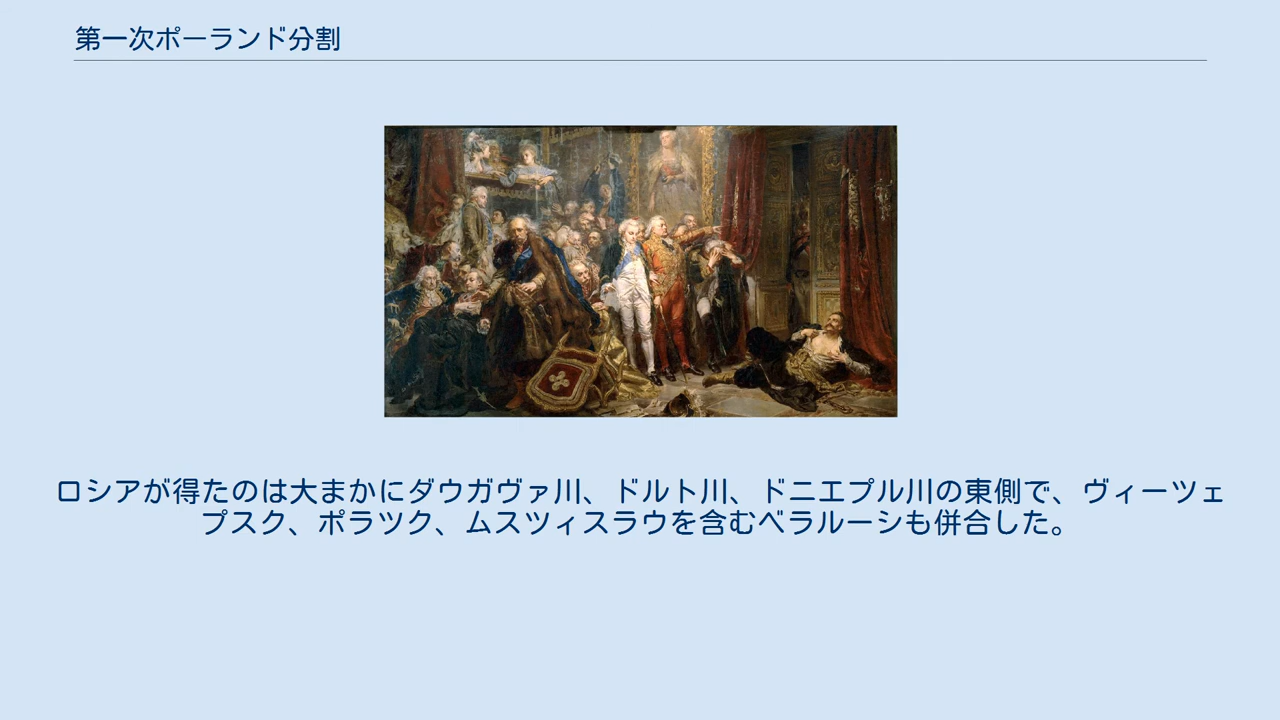 第一次ポーランド分割
ロシアが得たのは大まかにダウガヴァ川、ドルト川、ドニエプル川の東側で、ヴィーツェ
プスク、ポラツク、ムスツィスラウを含むベラルーシも併合した。